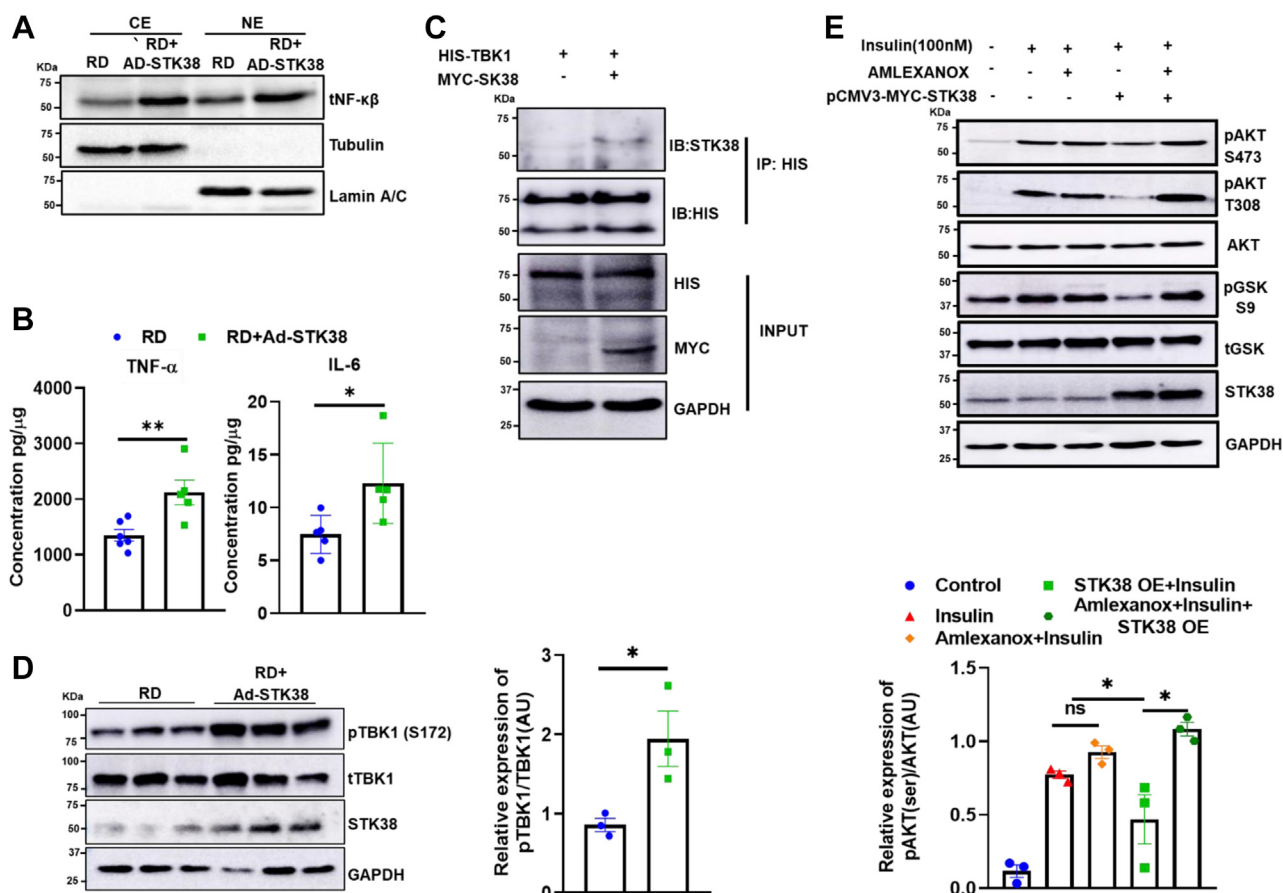 A
CE
NE
RD
` RD+
AD-STK38
RD
RD+
AD-STK38
KDa
75
50
tNF-κβ
50
Tubulin
75
50
Lamin A/C
B
RD
RD+Ad-STK38
TNF-α
IL-6
Concentration pg/μg
4000
3000
2000
1000
0
**
Concentration pg/μg
20
15
10
5
0
*
C
HIS-TBK1
+
+
MYC-SK38
-
+
KDa
75
50
IB:STK38
75
50
IB:HIS
IP: HIS
75
50
HIS
75
50
MYC
37
25
GAPDH
INPUT
D
RD
RD+
Ad-STK38
KDa
100
75
pTBK1 (S172)
100
75
tTBK1
75
50
STK38
37
25
GAPDH
Relative expression of
pTBK1/TBK1(AU)
3
2
1
0
*
E
Insulin(100nM)
-
+
+
+
+
AMLEXANOX
+
+
pCMV3-MYC-STK38
-
-
-
+
+
KDa
75
50
pAKT
S473
75
50
pAKT
T308
50
AKT
50
37
pGSK
S9
50
37
tGSK
75
50
STK38
37
25
GAPDH
Control
Insulin
Amlexanox+Insulin
STK38 OE+Insulin
Amlexanox+Insulin+
STK38 OE
Relative expression of
pAKT(ser)/AKT(AU)
1.5
1.0
0.5
0.0
ns
*
*